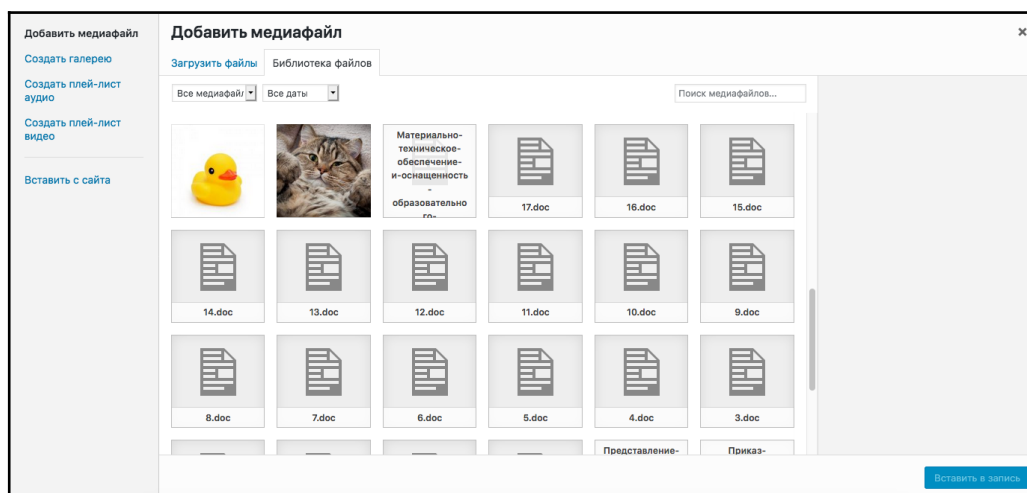 Добавить медиафайл
Создать галерею
Создать плей-лист
аудио
Создать плей-лист
видео
Вставить с сайта
Добавить медиафайл
Загрузить файлы Библиотека файлов
Все медиафай Все даты Поиск медиафайлов...
Материально-
техническое-
обеспечение-
и-оснащенность
-
образовательно
го-
17.doc 16.doc 15.doc
14.doc 13.doc 12.doc 11.doc 10.doc 9.doc
8.doc 7.doc 6.doc 5.doc 4.doc 3.doc
Представление- Приказ-
Вставить в запись